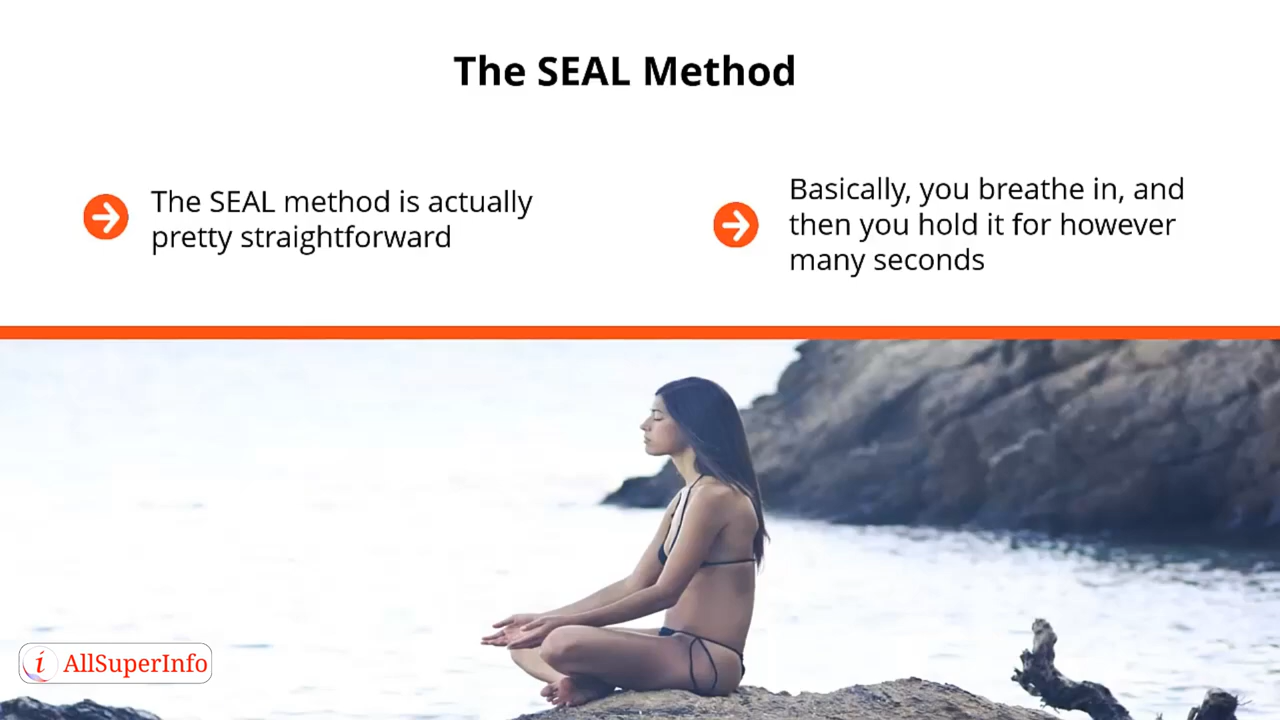 The SEAL Method
The SEAL method is actually
pretty straightforward
Basically, you breathe in, and
then you hold it for however
many seconds
i AllSuperInfo